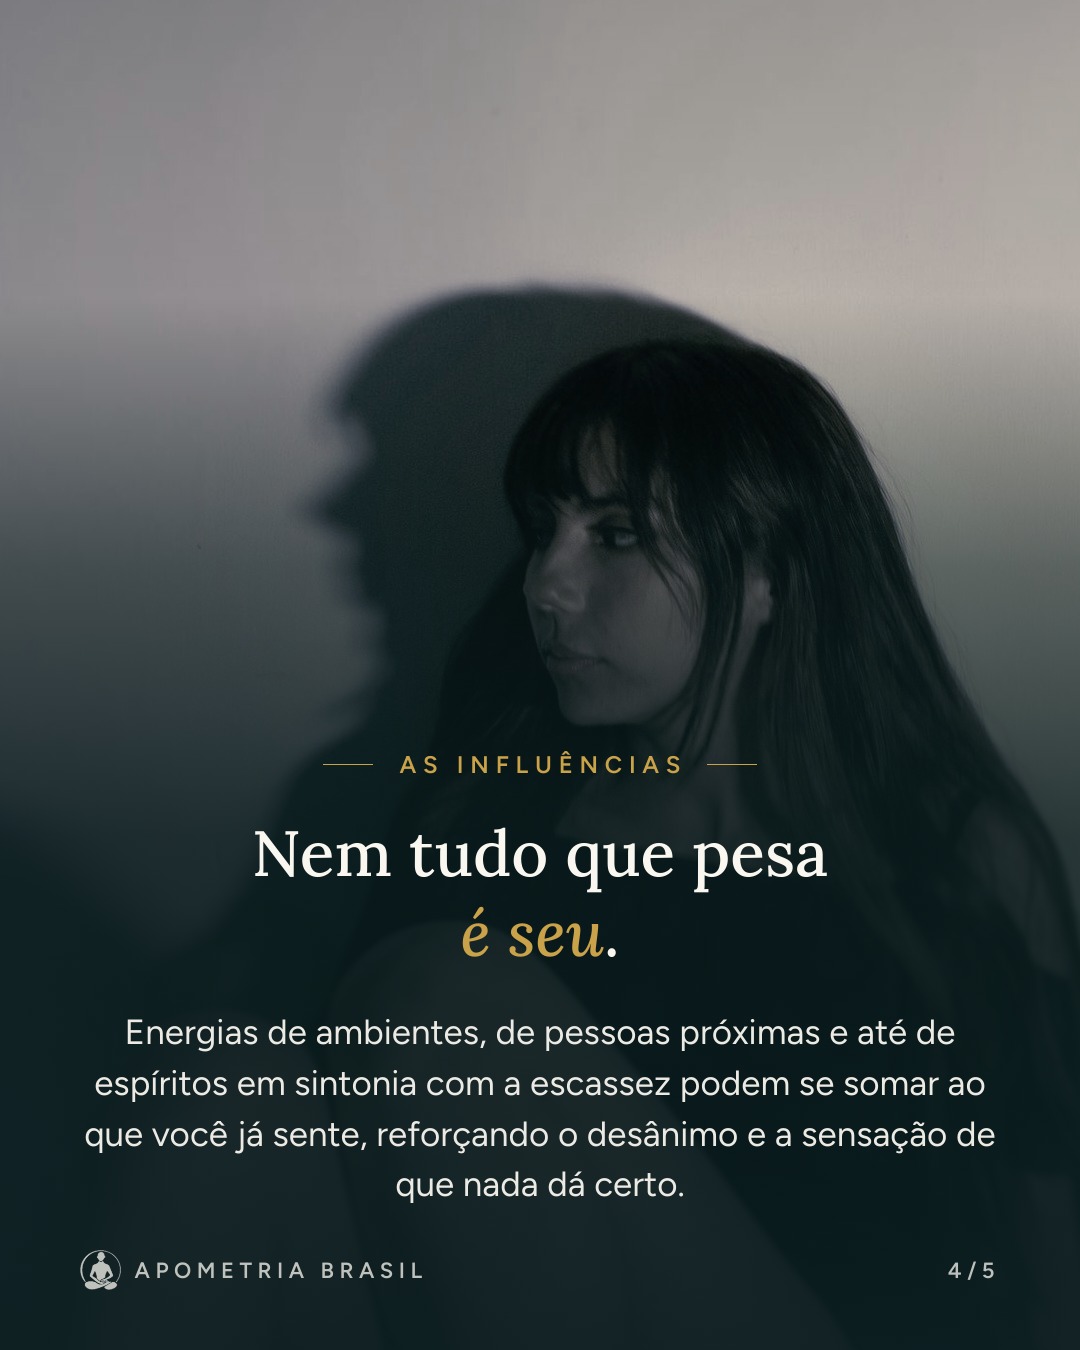 AS INFLUÊNCIAS
Nem tudo que pesa
é seu.
Energias de ambientes, de pessoas próximas e até de
espíritos em sintonia com a escassez podem se somar ao
que você já sente, reforçando o desânimo e a sensação de
que nada dá certo.
APOMETRIA BRASIL
4/5